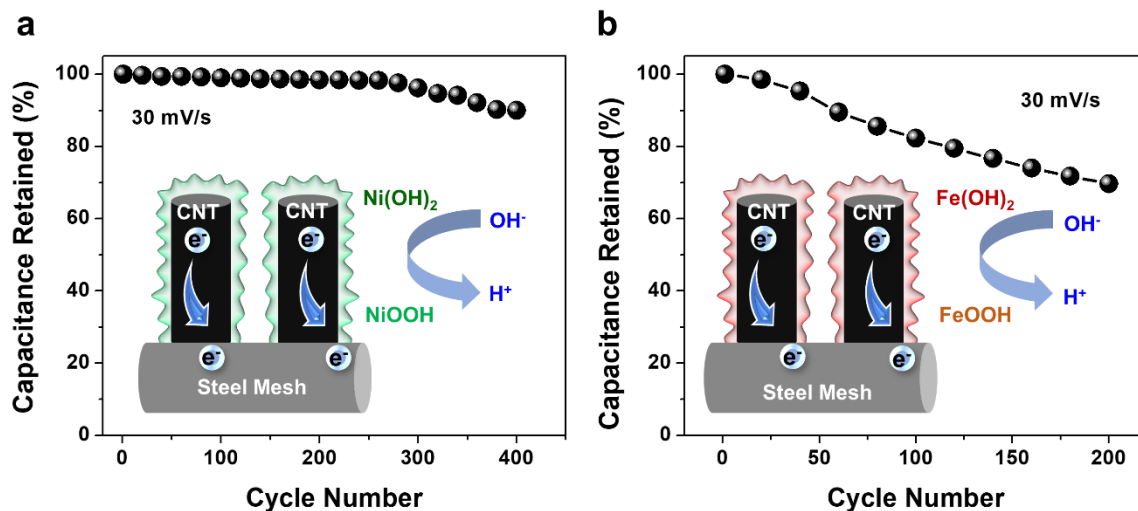 a
Capacitance Retained (%)
100
80
60
40
20
0
30 mV/s
CNT
CNT
e-
e-
e-
e-
Steel Mesh
Ni(OH)2
OH-
H+
NiOOH
0
100
200
300
400
Cycle Number
b
Capacitance Retained (%)
100
80
60
40
20
0
30 mV/s
CNT
CNT
e-
e-
e-
e-
Steel Mesh
Fe(OH)2
OH-
H+
FeOOH
0
50
100
150
200
Cycle Number